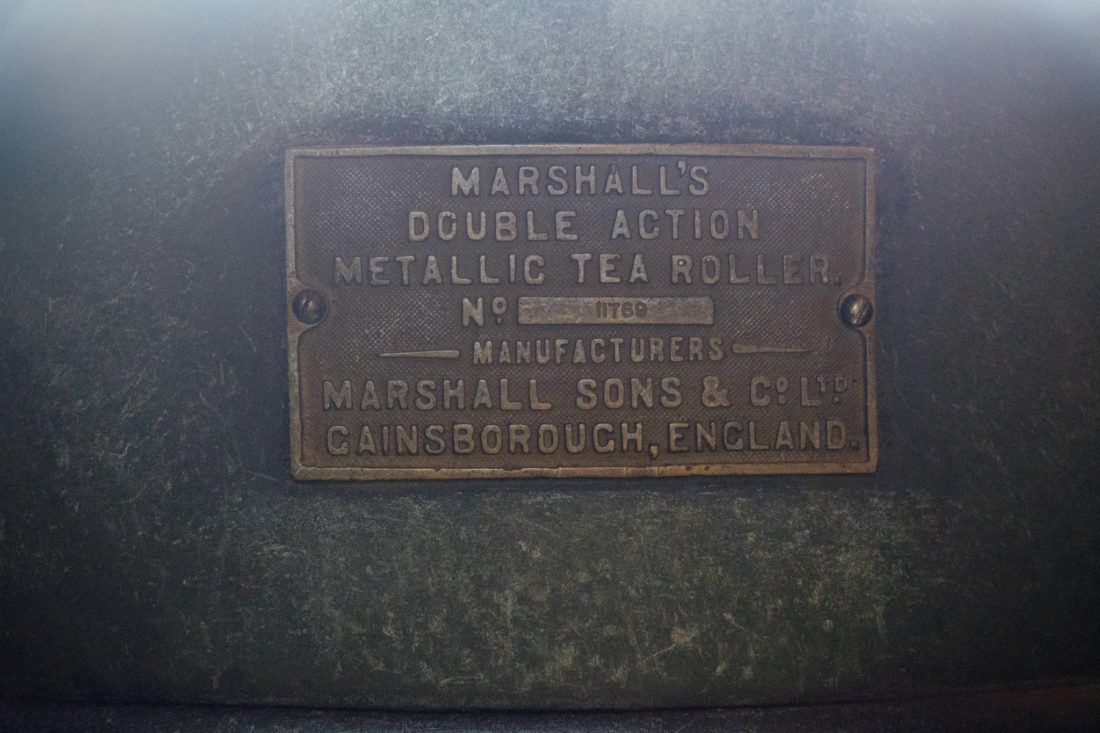 MARSHALL'S
DOUBLE ACTION
METALLIC TEA ROLLER.
Nº 11769
MANUFACTURERS
MARSHALL SONS & Cº LTD.
GAINSBOROUGH, ENGLAND.